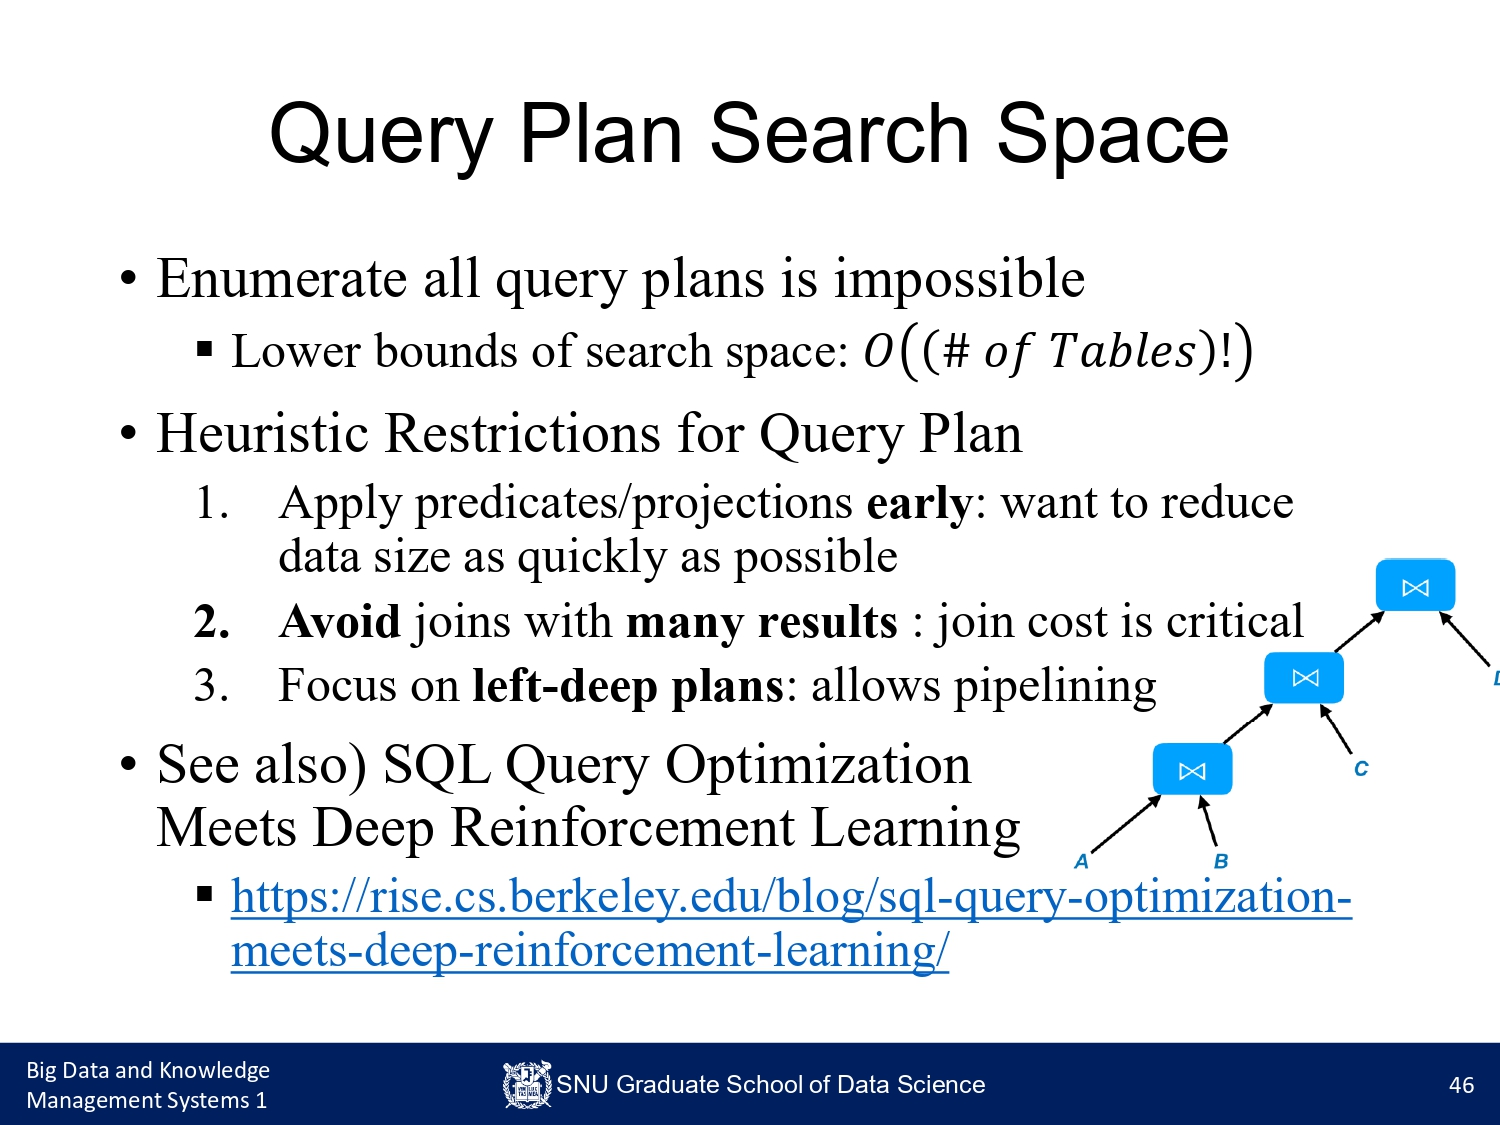 Query Plan Search Space
• Enumerate all query plans is impossible
▪ Lower bounds of search space: 𝑂((# 𝑜𝑓 𝑇𝑎𝑏𝑙𝑒𝑠)!)
• Heuristic Restrictions for Query Plan
1. Apply predicates/projections early: want to reduce
data size as quickly as possible
2. Avoid joins with many results : join cost is critical
3. Focus on left-deep plans: allows pipelining
⋈
⋈
D
⋈
C
A
B
• See also) SQL Query Optimization
Meets Deep Reinforcement Learning
▪ https://rise.cs.berkeley.edu/blog/sql-query-optimization-
meets-deep-reinforcement-learning/
Big Data and Knowledge
Management Systems 1
SNU Graduate School of Data Science
46